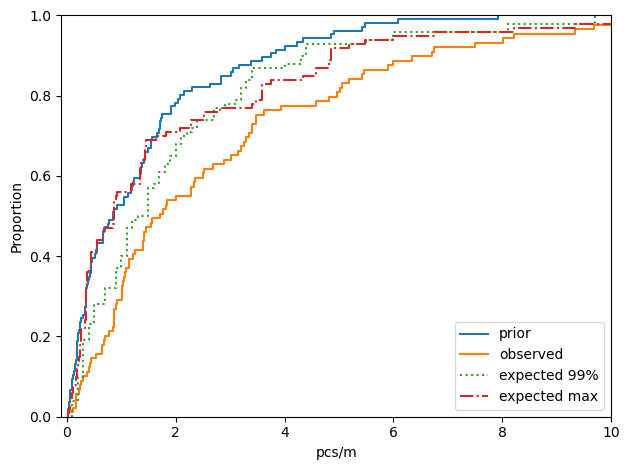 1.0
0.8
0.6
0.4
0.2
0.0
Proportion
0
2
4
6
8
10
pcs/m
prior
observed
expected 99%
expected max